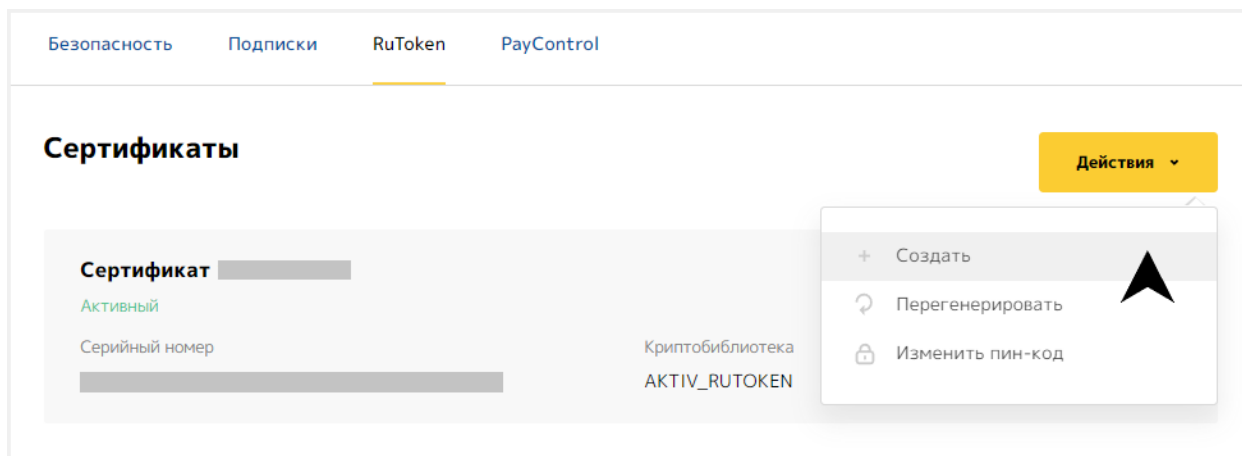 Безопасность Подписки RuToken PayControl
Сертификаты
Действия
Сертификат
Активный
Серийный номер
Криптобиблиотека
AKTIV_RUTOKEN
Создать
Перегенерировать
Изменить пин-код